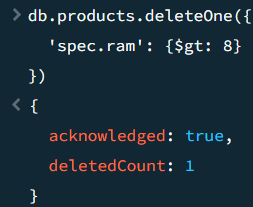 > db.products.deleteOne({
'spec.ram': {$gt: 8}
})
< {
acknowledged: true,
deletedCount: 1
}